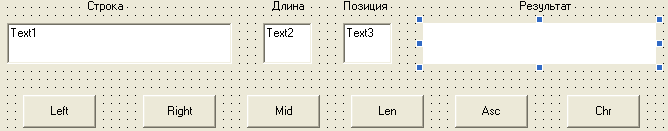 Строка Длина Позиция Результат
Text1 Text2 Text3
Left Right Mid Len Asc Chr